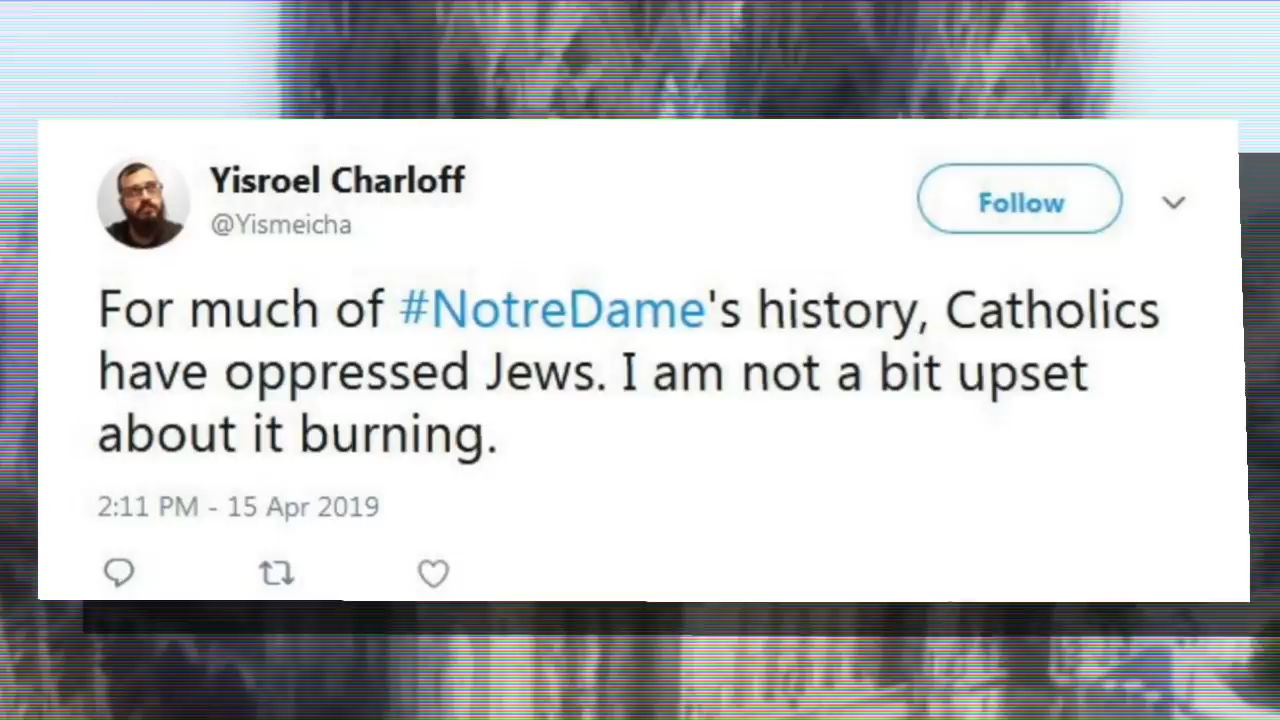 Yisroel Charloff
@Yismeicha
Follow
For much of #NotreDame's history, Catholics
have oppressed Jews. I am not a bit upset
about it burning.
2:11 PM - 15 Apr 2019